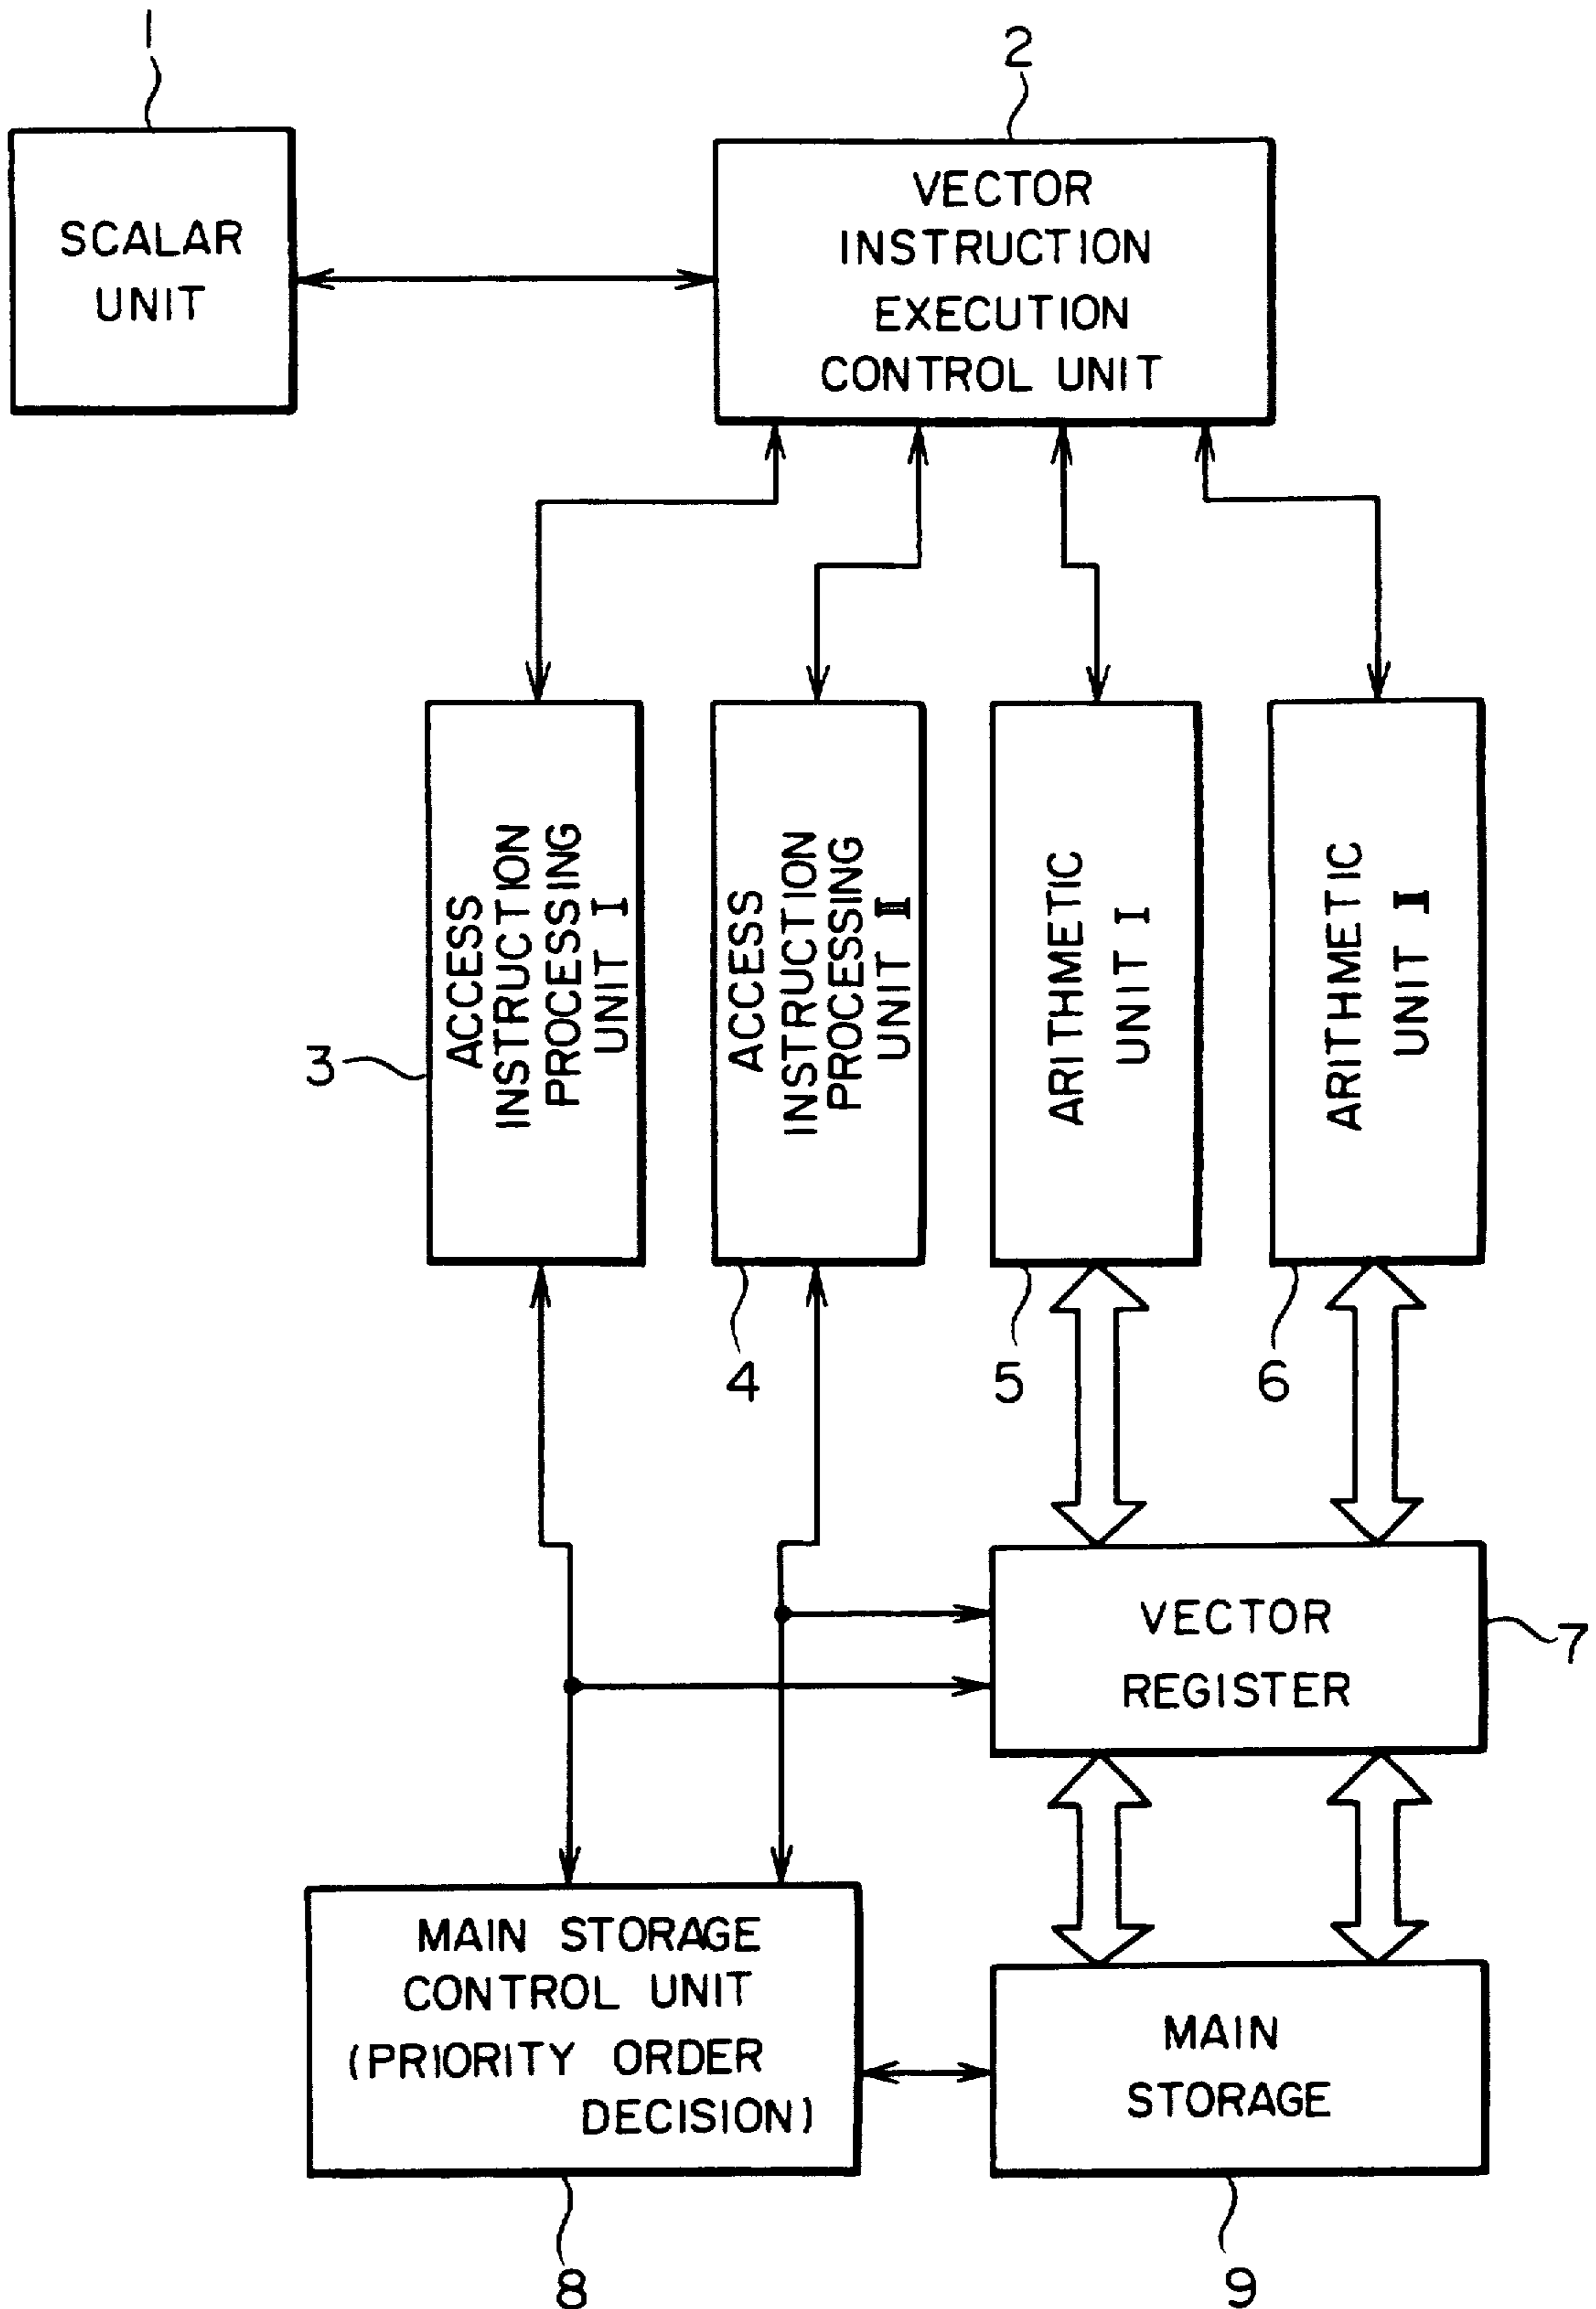 1
2
SCALAR
UNIT
VECTOR
INSTRUCTION
EXECUTION
CONTROL UNIT
ACCESS
INSTRUCTION
PROCESSING
UNIT I
3
ACCESS
INSTRUCTION
PROCESSING
UNIT II
4
ARITHMETIC
UNIT I
5
ARITHMETIC
UNIT II
6
VECTOR
REGISTER
7
MAIN STORAGE
CONTROL UNIT
(PRIORITY ORDER
DECISION)
8
MAIN
STORAGE
9